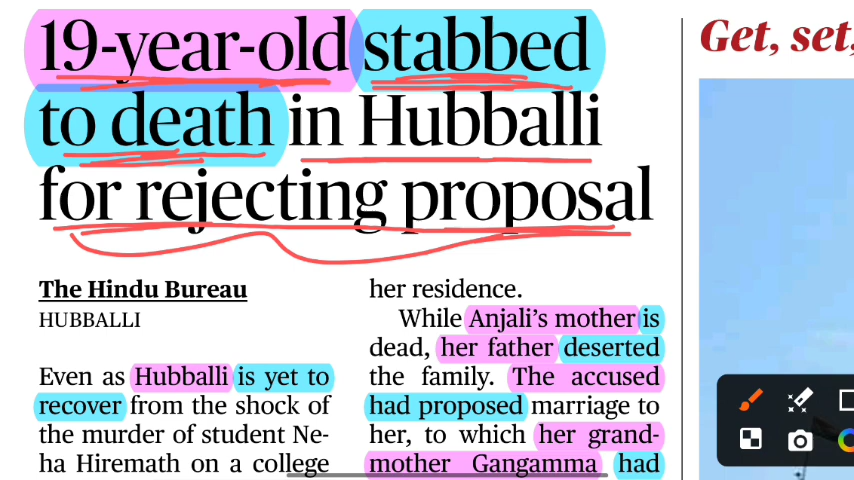 19-year-old stabbed
to death in Hubballi
for rejecting proposal
The Hindu Bureau
HUBBALLI
Even as Hubballi is yet to
recover from the shock of
the murder of student Ne-
ha Hiremath on a college
her residence.
While Anjali’s mother is
dead, her father deserted
the family. The accused
had proposed marriage to
her, to which her grand-
mother Gangamma had
Get, set,